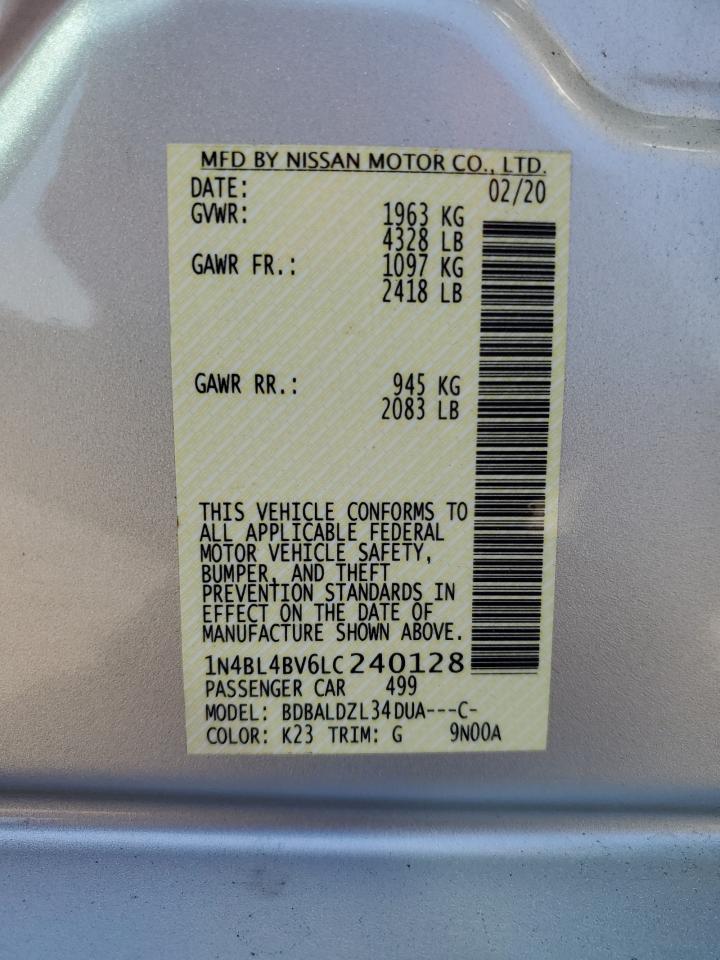 MFD BY NISSAN MOTOR CO., LTD.
DATE: 02/20
GVWR: 1963 KG
4328 LB
GAWR FR.: 1097 KG
2418 LB
GAWR RR.: 945 KG
2083 LB
THIS VEHICLE CONFORMS TO
ALL APPLICABLE FEDERAL
MOTOR VEHICLE SAFETY,
BUMPER, AND THEFT
PREVENTION STANDARDS IN
EFFECT ON THE DATE OF
MANUFACTURE SHOWN ABOVE.
1N4BL4BV6LC240128
PASSENGER CAR 499
MODEL: BDBALDZL34DUA---C-
COLOR: K23 TRIM: G 9N00A